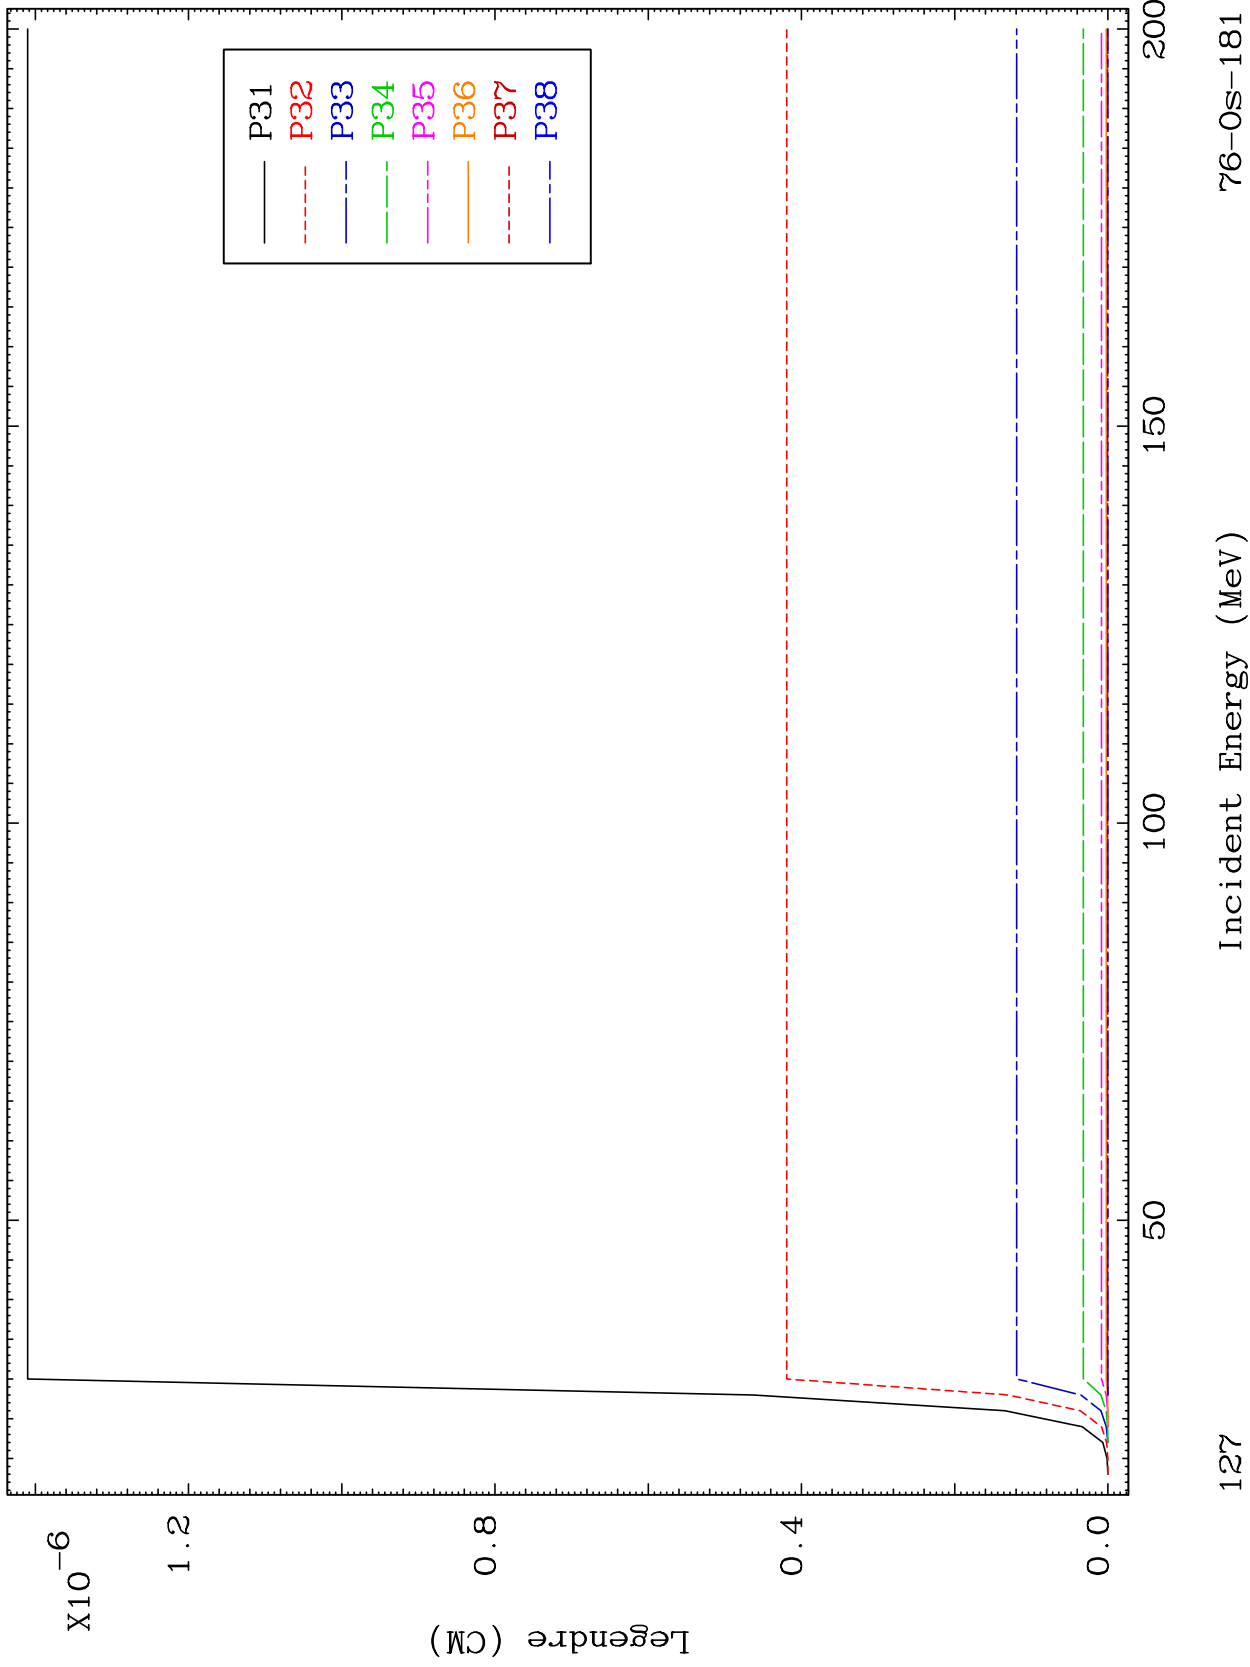 X10-6
1.2
0.8
0.4
0.0
Legendre (CM)
P31
P32
P33
P34
P35
P36
P37
P38
50
100
150
200
127
Incident Energy (MeV)
76-Os-181